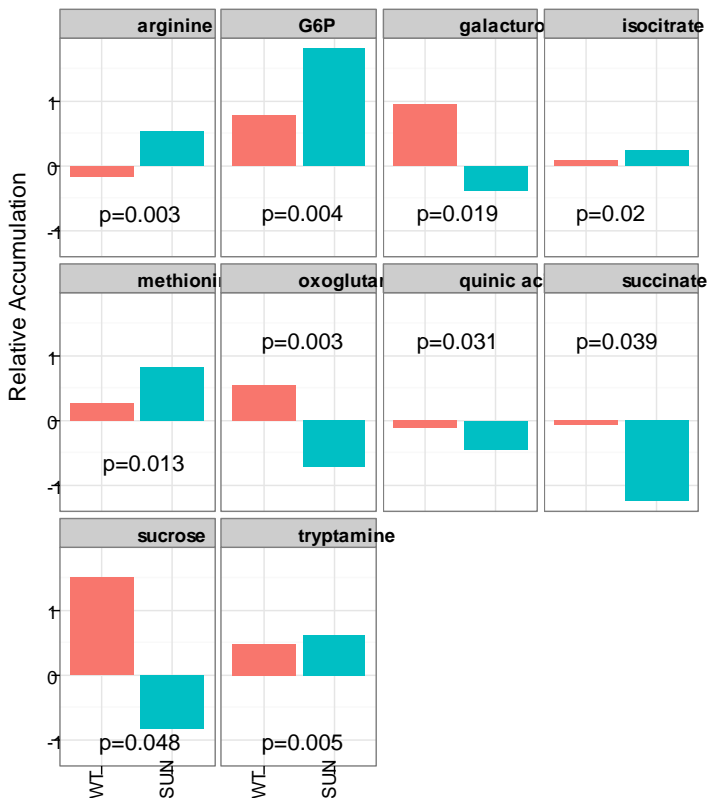 Relative Accumulation
arginine G6P galacturo isocitrate
1
0
-1
p=0.003 p=0.004 p=0.019 p=0.02
methioni oxoglutar quinic ac succinate
1
0
-1
p=0.013 p=0.003 p=0.031 p=0.039
sucrose tryptamine
1
0
-1
p=0.048 p=0.005
WT SUN WT SUN